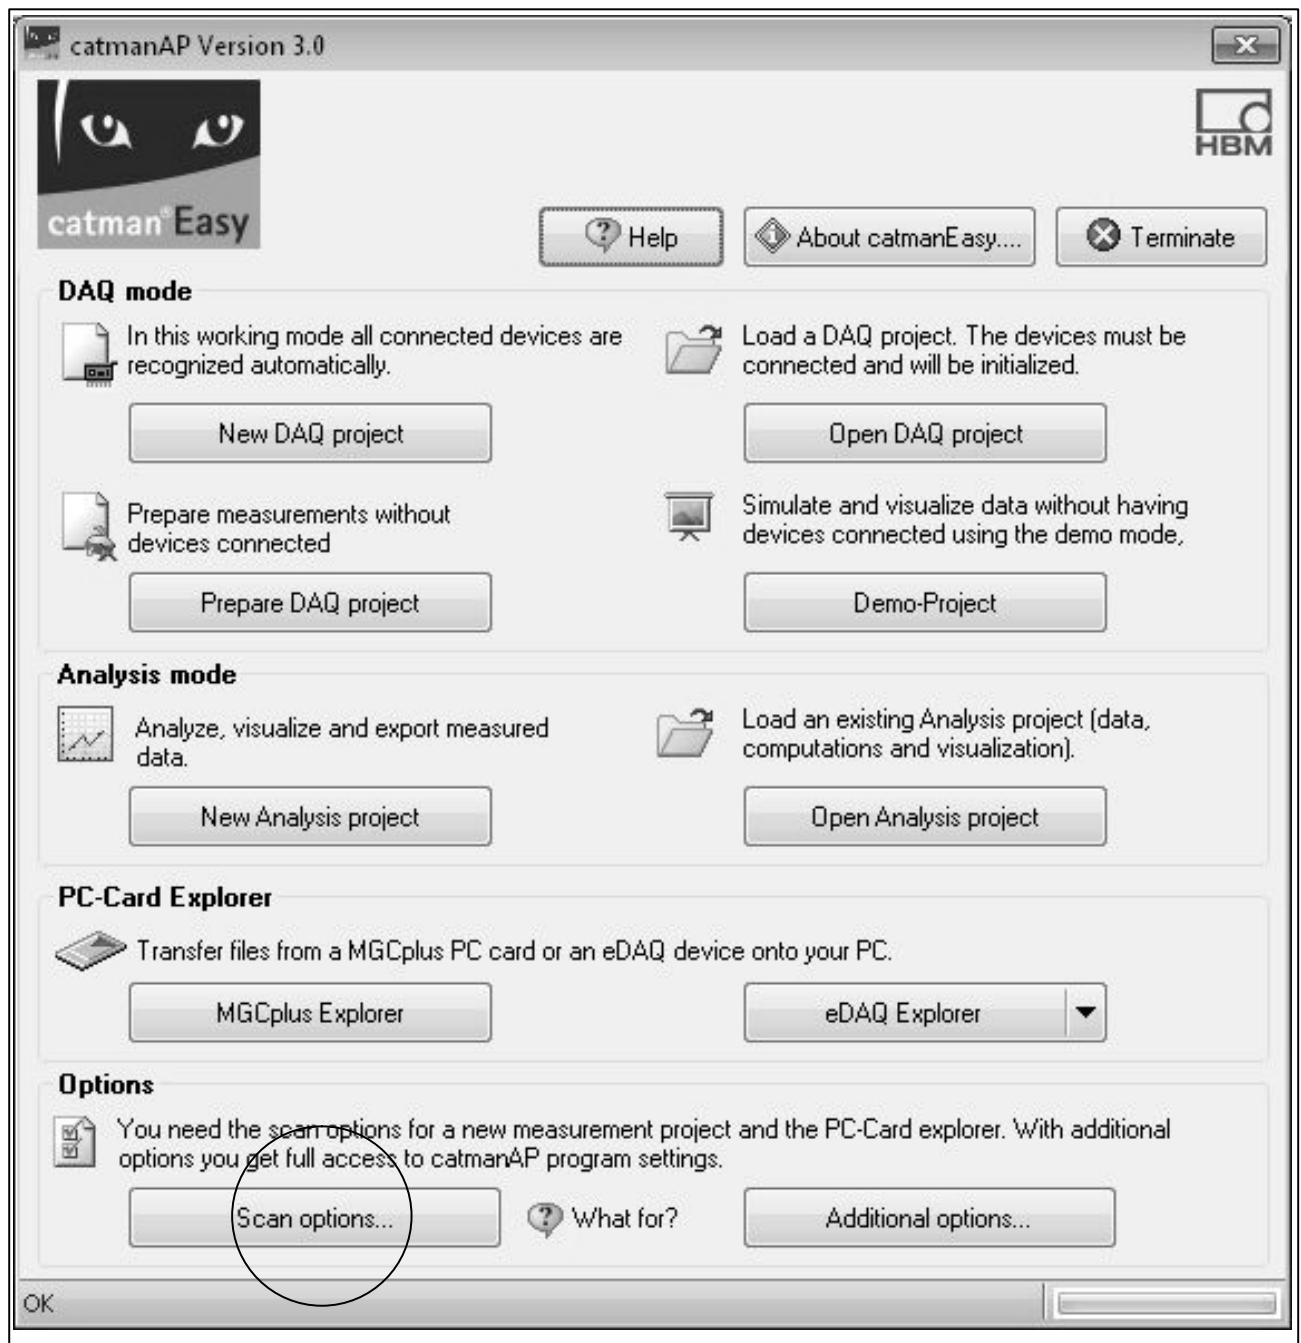 catmanAP Version 3.0
HBM
catman® Easy
Help
About catmanEasy....
Terminate
DAQ mode
In this working mode all connected devices are
recognized automatically.
Load a DAQ project. The devices must be
connected and will be initialized.
New DAQ project
Open DAQ project
Prepare measurements without
devices connected
Simulate and visualize data without having
devices connected using the demo mode,
Prepare DAQ project
Demo-Project
Analysis mode
Analyze, visualize and export measured
data.
Load an existing Analysis project (data,
computations and visualization).
New Analysis project
Open Analysis project
PC-Card Explorer
Transfer files from a MGCplus PC card or an eDAQ device onto your PC.
MGCplus Explorer
eDAQ Explorer
Options
You need the scan options for a new measurement project and the PC-Card explorer. With additional
options you get full access to catmanAP program settings.
Scan options...
What for?
Additional options...
OK